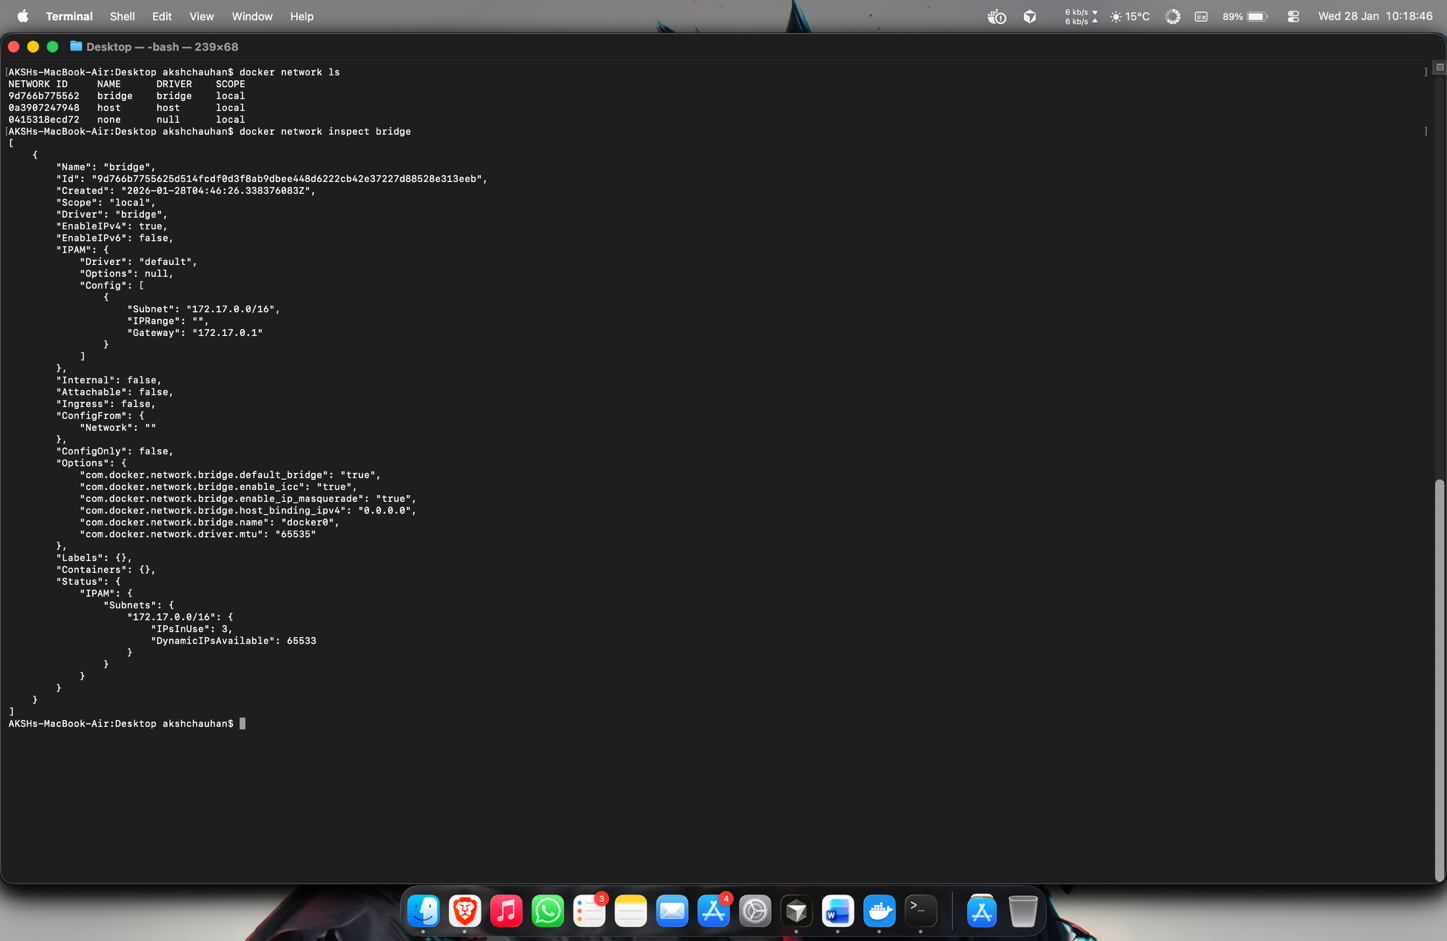 Terminal Shell Edit View Window Help 6 kb/s 6 kb/s 15°C 89% Wed 28 Jan 10:18:46
Desktop — -bash — 239×68
[AKSHs-MacBook-Air:Desktop akshchauhan$ docker network ls ]
NETWORK ID     NAME      DRIVER    SCOPE
9d766b775562   bridge    bridge    local
0a3907247948   host      host      local
0415318ecd72   none      null      local
[AKSHs-MacBook-Air:Desktop akshchauhan$ docker network inspect bridge ]
[
    {
        "Name": "bridge",
        "Id": "9d766b7755625d514fcdf0d3f8ab9dbee448d6222cb42e37227d88528e313eeb",
        "Created": "2026-01-28T04:46:26.338376083Z",
        "Scope": "local",
        "Driver": "bridge",
        "EnableIPv4": true,
        "EnableIPv6": false,
        "IPAM": {
            "Driver": "default",
            "Options": null,
            "Config": [
                {
                    "Subnet": "172.17.0.0/16",
                    "IPRange": "",
                    "Gateway": "172.17.0.1"
                }
            ]
        },
        "Internal": false,
        "Attachable": false,
        "Ingress": false,
        "ConfigFrom": {
            "Network": ""
        },
        "ConfigOnly": false,
        "Options": {
            "com.docker.network.bridge.default_bridge": "true",
            "com.docker.network.bridge.enable_icc": "true",
            "com.docker.network.bridge.enable_ip_masquerade": "true",
            "com.docker.network.bridge.host_binding_ipv4": "0.0.0.0",
            "com.docker.network.bridge.name": "docker0",
            "com.docker.network.driver.mtu": "65535"
        },
        "Labels": {},
        "Containers": {},
        "Status": {
            "IPAM": {
                "Subnets": {
                    "172.17.0.0/16": {
                        "IPsInUse": 3,
                        "DynamicIPsAvailable": 65533
                    }
                }
            }
        }
    }
]
AKSHs-MacBook-Air:Desktop akshchauhan$
3 4 W >_